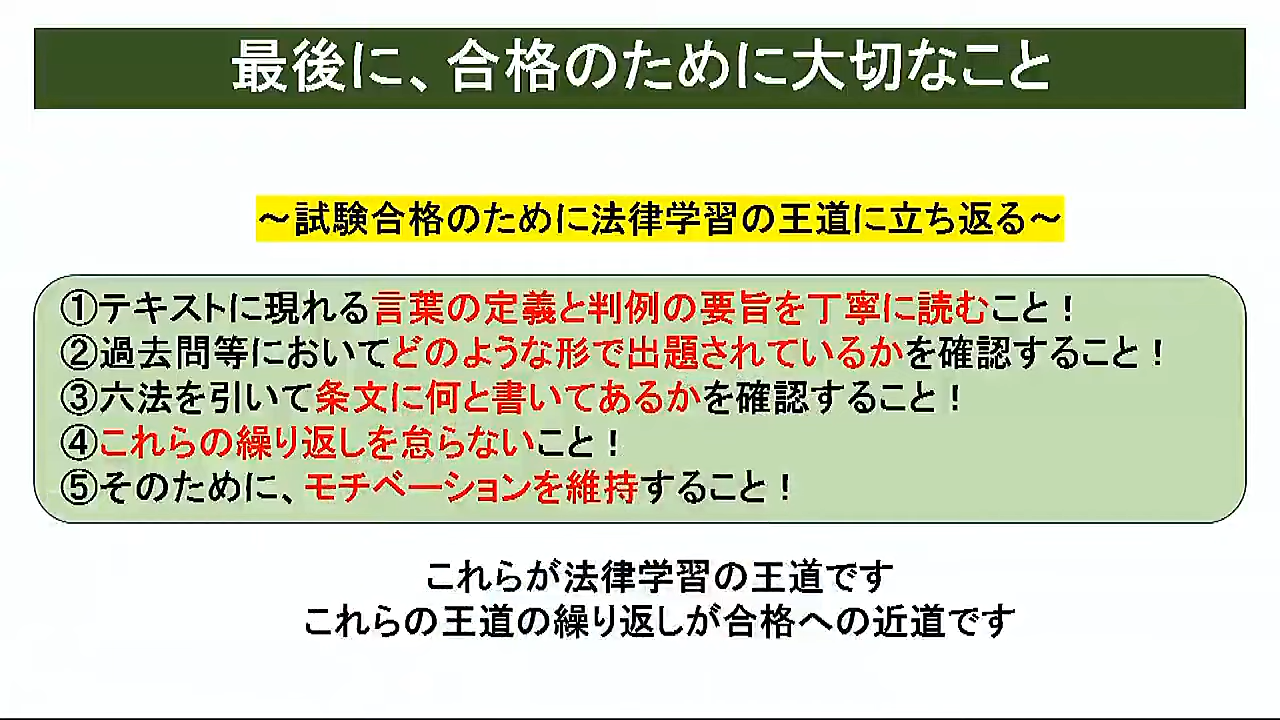 最後に、合格のために大切なこと
～試験合格のために法律学習の王道に立ち返る～
①テキストに現れる言葉の定義と判例の要旨を丁寧に読むこと！
②過去問等においてどのような形で出題されているかを確認すること！
③六法を引いて条文に何と書いてあるかを確認すること！
④これらの繰り返しを怠らないこと！
⑤そのために、モチベーションを維持すること！
これらが法律学習の王道です
これらの王道の繰り返しが合格への近道です